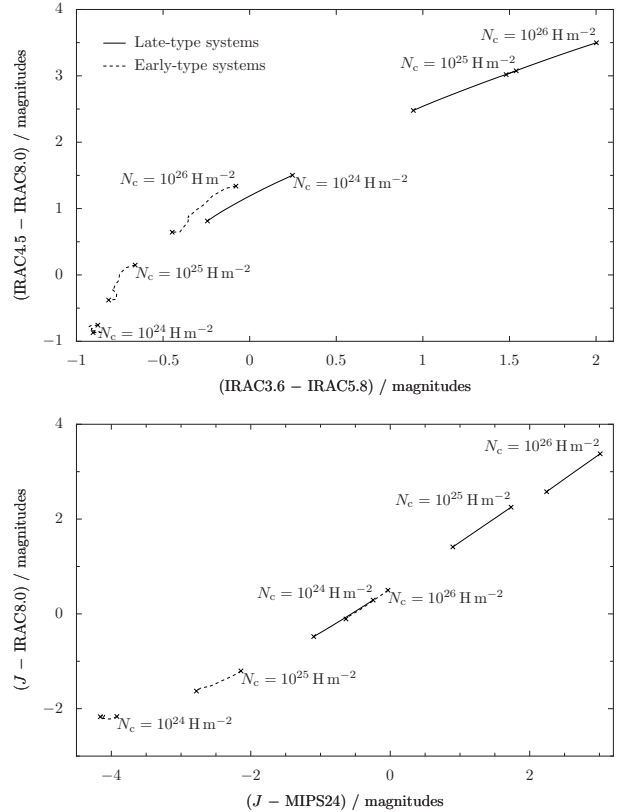 4
3
2
1
0
−1
−1
−0.5
0
0.5
1
1.5
2
(IRAC4.5 − IRAC8.0) / magnitudes
(IRAC3.6 − IRAC5.8) / magnitudes
Late-type systems
Early-type systems
N_c = 10^26 H m^−2
N_c = 10^25 H m^−2
N_c = 10^26 H m^−2
N_c = 10^24 H m^−2
N_c = 10^25 H m^−2
N_c = 10^24 H m^−2
4
2
0
−2
−4
−2
0
2
(J − IRAC8.0) / magnitudes
(J − MIPS24) / magnitudes
N_c = 10^26 H m^−2
N_c = 10^25 H m^−2
N_c = 10^24 H m^−2
N_c = 10^26 H m^−2
N_c = 10^25 H m^−2
N_c = 10^24 H m^−2